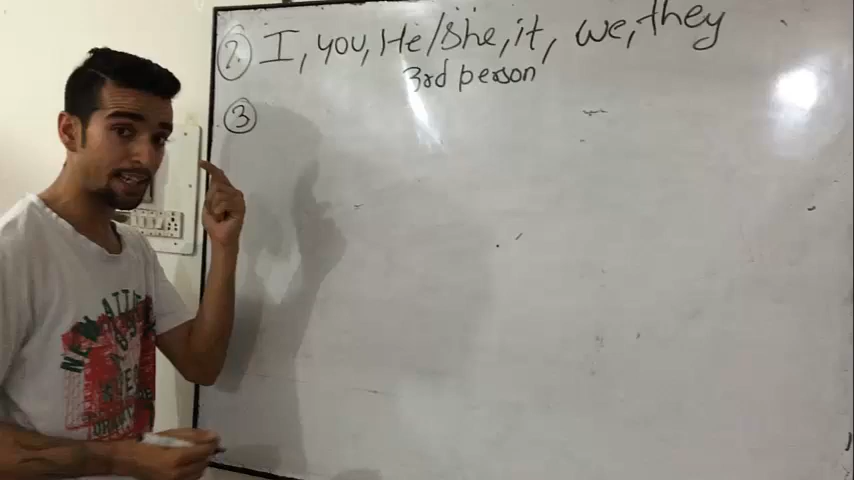 2. I, you, He/she, it, we, they
3rd person
3